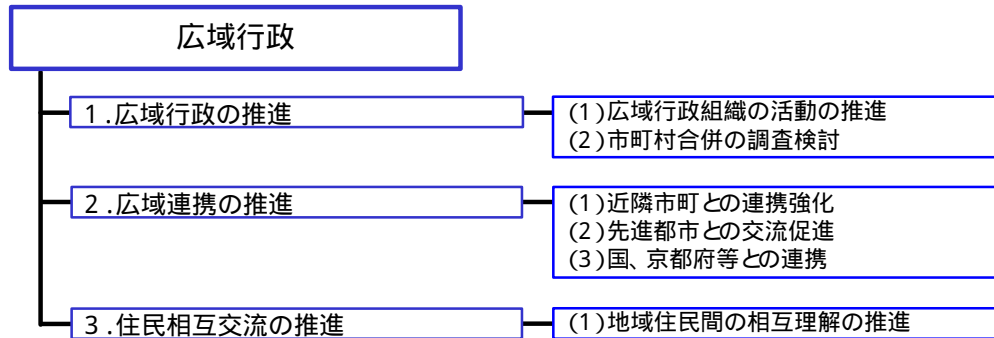 広域行政
1.広域行政の推進
(1)広域行政組織の活動の推進
(2)市町村合併の調査検討
2.広域連携の推進
(1)近隣市町との連携強化
(2)先進都市との交流促進
(3)国、京都府等との連携
3.住民相互交流の推進
(1)地域住民間の相互理解の推進